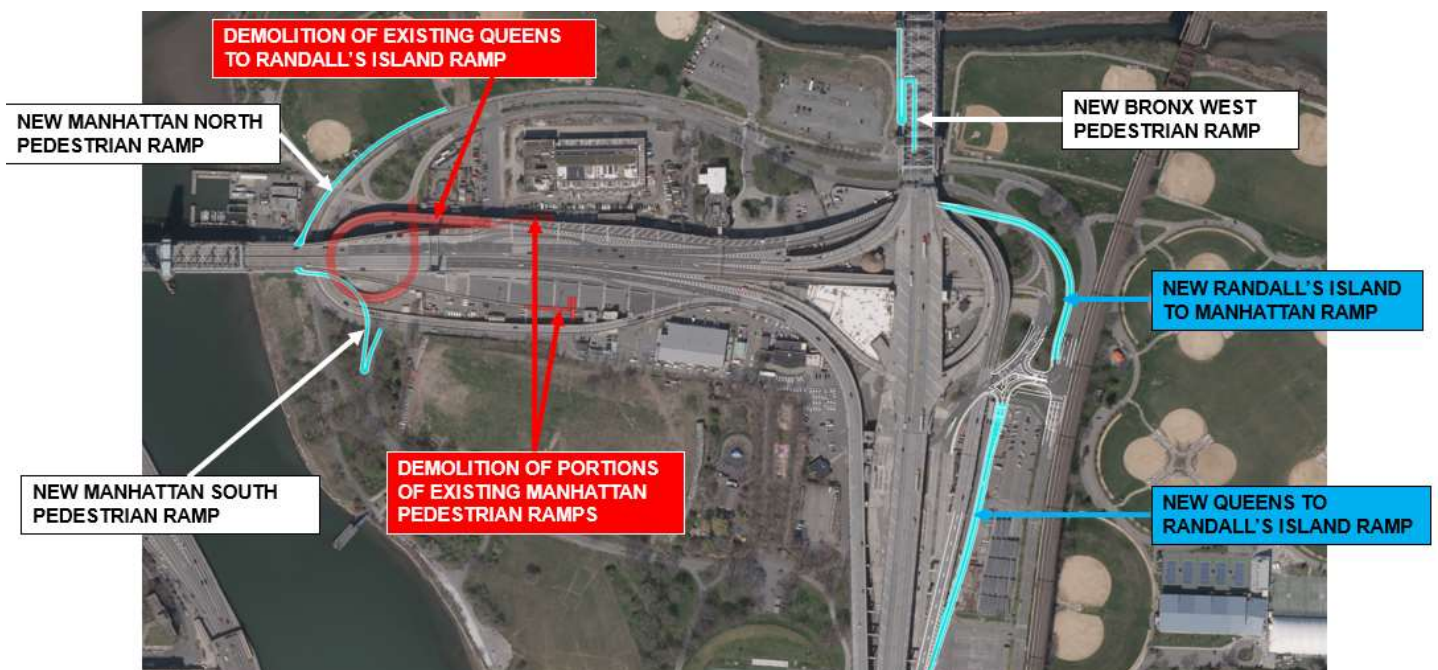 DEMOLITION OF EXISTING QUEENS
TO RANDALL'S ISLAND RAMP
NEW MANHATTAN NORTH
PEDESTRIAN RAMP
NEW BRONX WEST
PEDESTRIAN RAMP
NEW RANDALL'S ISLAND
TO MANHATTAN RAMP
DEMOLITION OF PORTIONS
OF EXISTING MANHATTAN
PEDESTRIAN RAMPS
NEW MANHATTAN SOUTH
PEDESTRIAN RAMP
NEW QUEENS TO
RANDALL'S ISLAND RAMP